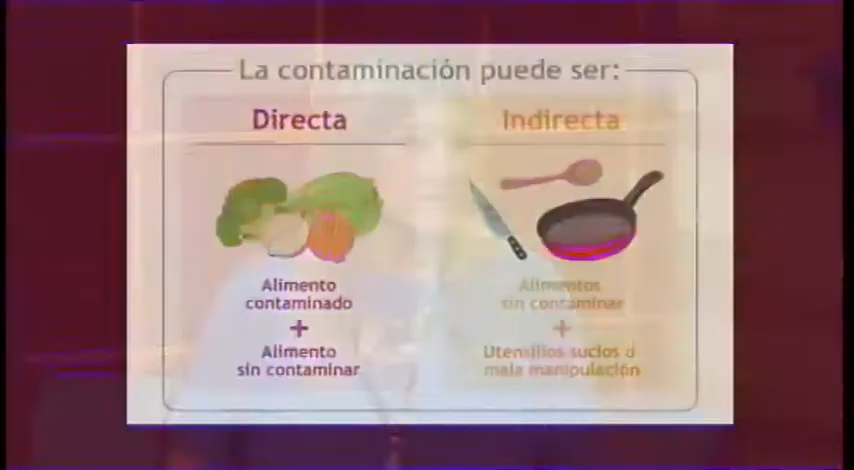 La contaminación puede ser:
Directa
Alimento
contaminado
+
Alimento
sin contaminar
Indirecta
Alimentos
sin contaminar
+
Utensilios sucios o
mala manipulación